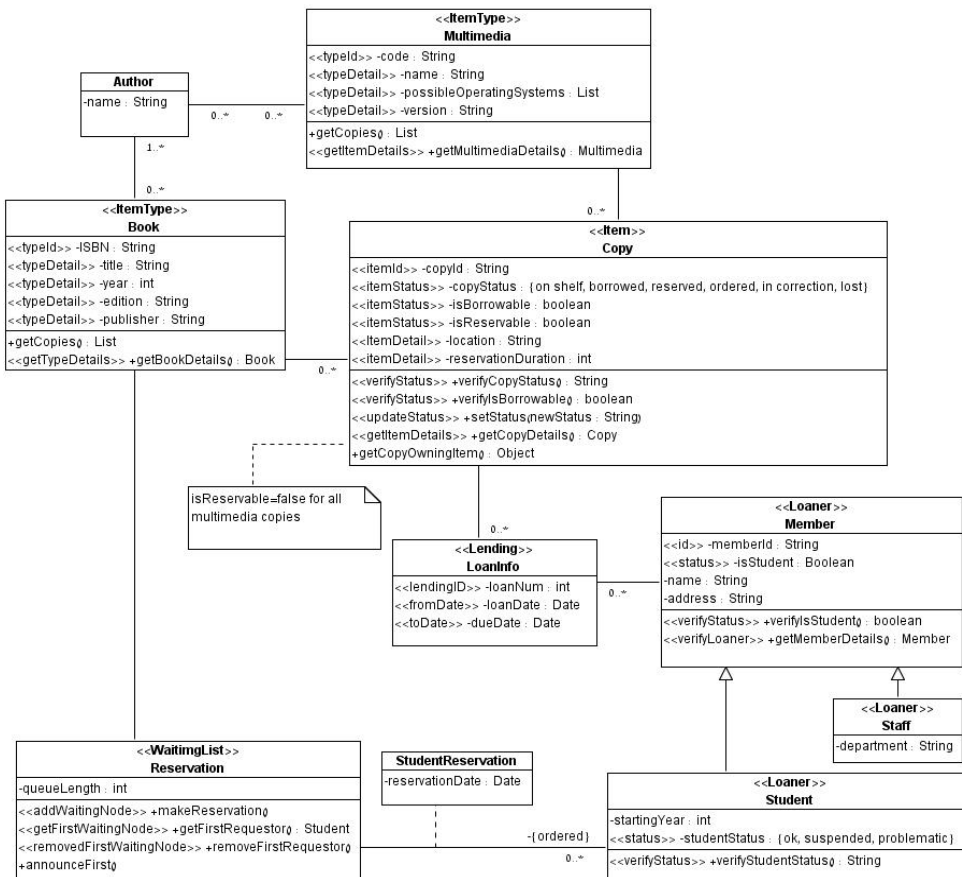 <<ItemType>>
Multimedia
<<typeId>> -code : String
<<typeDetail>> -name : String
<<typeDetail>> -possibleOperatingSystems : List
<<typeDetail>> -version : String
+getCopies() : List
<<getItemDetails>> +getMultimediaDetails() : Multimedia
Author
-name : String
0..*
0..*
1..*
0..*
0..*
<<ItemType>>
Book
<<typeId>> -ISBN : String
<<typeDetail>> -title : String
<<typeDetail>> -year : int
<<typeDetail>> -edition : String
<<typeDetail>> -publisher : String
+getCopies() : List
<<getTypeDetails>> +getBookDetails() : Book
0..*
<<Item>>
Copy
<<itemId>> -copyId : String
<<itemStatus>> -copyStatus : {on shelf, borrowed, reserved, ordered, in correction, lost}
<<itemStatus>> -isBorrowable : boolean
<<itemStatus>> -isReservable : boolean
<<ItemDetail>> -location : String
<<itemDetail>> -reservationDuration : int
<<verifyStatus>> +verifyCopyStatus() : String
<<verifyStatus>> +verifyIsBorrowable() : boolean
<<updateStatus>> +setStatus(newStatus : String)
<<getItemDetails>> +getCopyDetails() : Copy
+getCopyOwningItem() : Object
isReservable=false for all
multimedia copies
0..*
<<Lending>>
LoanInfo
<<lendingID>> -loanNum : int
<<fromDate>> -loanDate : Date
<<toDate>> -dueDate : Date
0..*
<<Loaner>>
Member
<<id>> -memberId : String
<<status>> -isStudent : Boolean
-name : String
-address : String
<<verifyStatus>> +verifyIsStudent() : boolean
<<verifyLoaner>> +getMemberDetails() : Member
<<Loaner>>
Staff
-department : String
<<WaitimgList>>
Reservation
-queueLength : int
<<addWaitingNode>> +makeReservation()
<<getFirstWaitingNode>> +getFirstRequestor() : Student
<<removedFirstWaitingNode>> +removeFirstRequestor()
+announceFirst()
StudentReservation
-reservationDate : Date
-{ordered}
0..*
<<Loaner>>
Student
-startingYear : int
<<status>> -studentStatus : {ok, suspended, problematic}
<<verifyStatus>> +verifyStudentStatus() : String